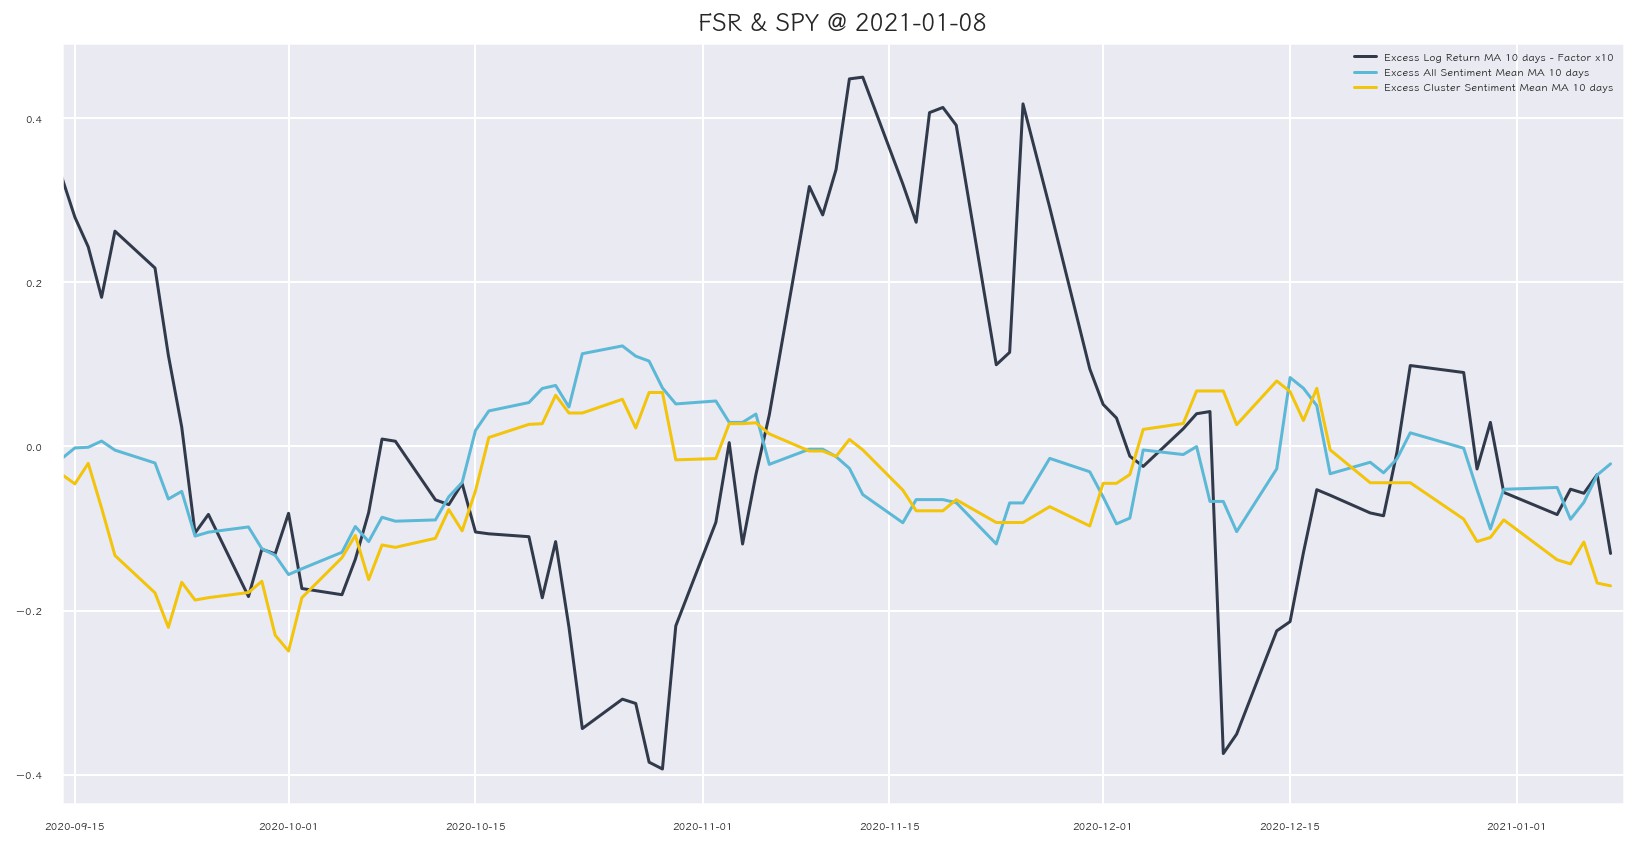 FSR & SPY @ 2021-01-08
Excess Log Return MA 10 days - Factor x10
Excess All Sentiment Mean MA 10 days
Excess Cluster Sentiment Mean MA 10 days
0.4
0.2
0.0
−0.2
−0.4
2020-09-15 2020-10-01 2020-10-15 2020-11-01 2020-11-15 2020-12-01 2020-12-15 2021-01-01